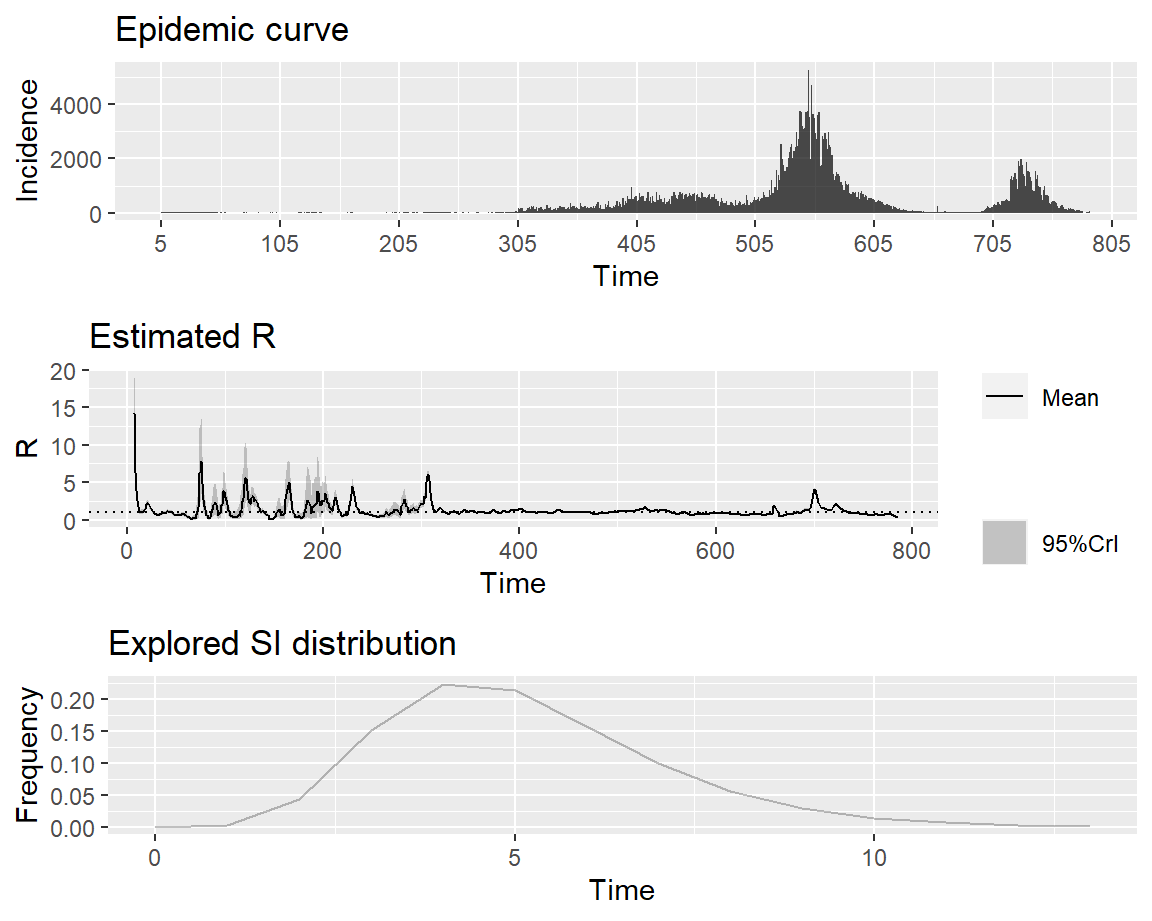 Epidemic curve
Incidence
4000
2000
0
5 105 205 305 405 505 605 705 805
Time
Estimated R
R
20
15
10
5
0
0 200 400 600 800
Time
Mean
95%CrI
Explored SI distribution
Frequency
0.20
0.15
0.10
0.05
0.00
0 5 10
Time